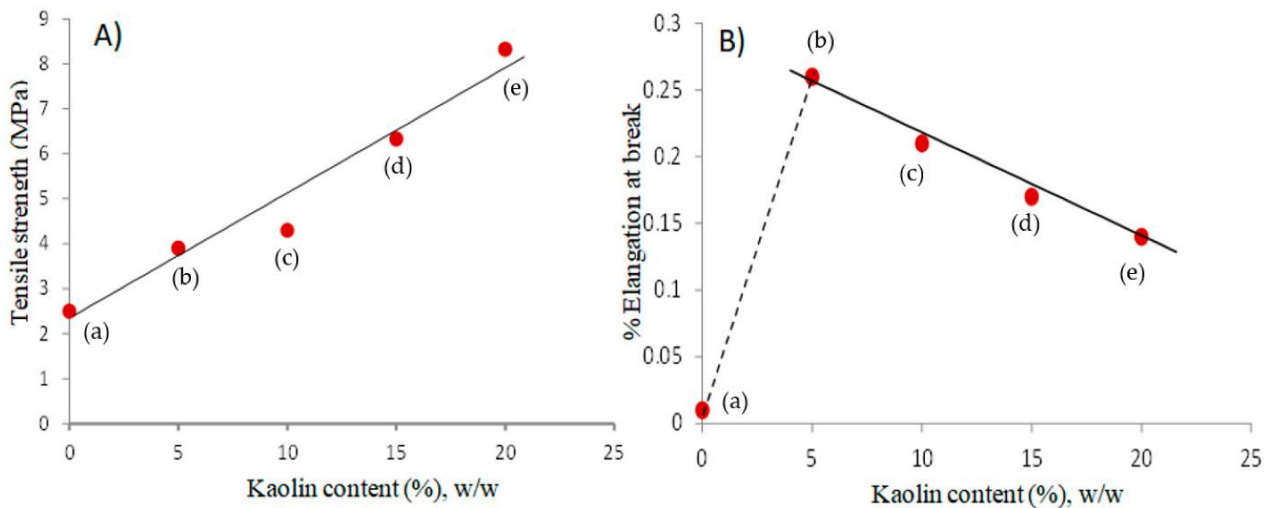 A)
Tensile strength (MPa)
9
8
7
6
5
4
3
2
1
0
(a)
(b)
(c)
(d)
(e)
0 5 10 15 20 25
Kaolin content (%), w/w
B)
% Elangation at break
0.3
0.25
0.2
0.15
0.1
0.05
0
(a)
(b)
(c)
(d)
(e)
0 5 10 15 20 25
Kaolin content (%), w/w